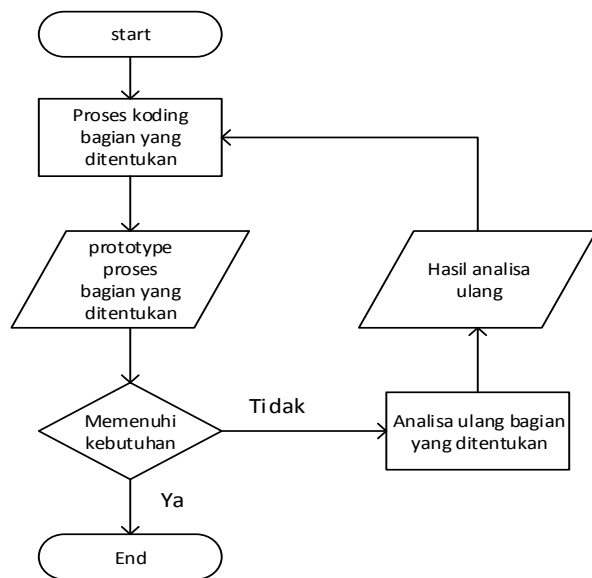 start
Proses koding
bagian yang
ditentukan
prototype
proses
bagian yang
ditentukan
Hasil analisa
ulang
Memenuhi
kebutuhan
Tidak
Analisa ulang bagian
yang ditentukan
Ya
End